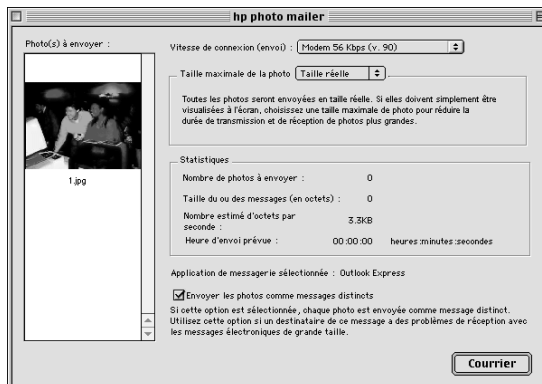 hp photo mailer
Photo(s) à envoyer :
1.jpg
Vitesse de connexion (envoi) : Modem 56 Kbps (v. 90)
Taille maximale de la photo Taille réelle
Toutes les photos seront envoyées en taille réelle. Si elles doivent simplement être
visualisées à l'écran, choisissez une taille maximale de photo pour réduire la
durée de transmission et de réception de photos plus grandes.
Statistiques
Nombre de photos à envoyer : 0
Taille du ou des messages (en octets) : 0
Nombre estimé d'octets par
seconde : 3.3KB
Heure d'envoi prévue : 00:00:00 heures:minutes:secondes
Application de messagerie sélectionnée : Outlook Express
Envoyer les photos comme messages distincts
Si cette option est sélectionnée, chaque photo est envoyée comme message distinct.
Utilisez cette option si un destinataire de ce message a des problèmes de réception avec
les messages électroniques de grande taille.
Courrier